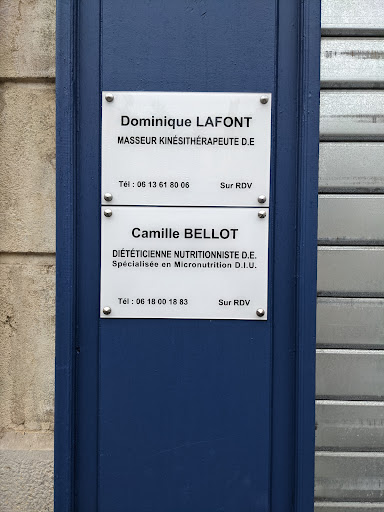 Dominique LAFONT
MASSEUR KINÉSITHÉRAPEUTE D.E
Tél : 06 13 61 80 06 Sur RDV
Camille BELLOT
DIÉTÉTICIENNE NUTRITIONNISTE D.E.
Spécialisée en Micronutrition D.I.U.
Tél : 06 18 00 18 83 Sur RDV